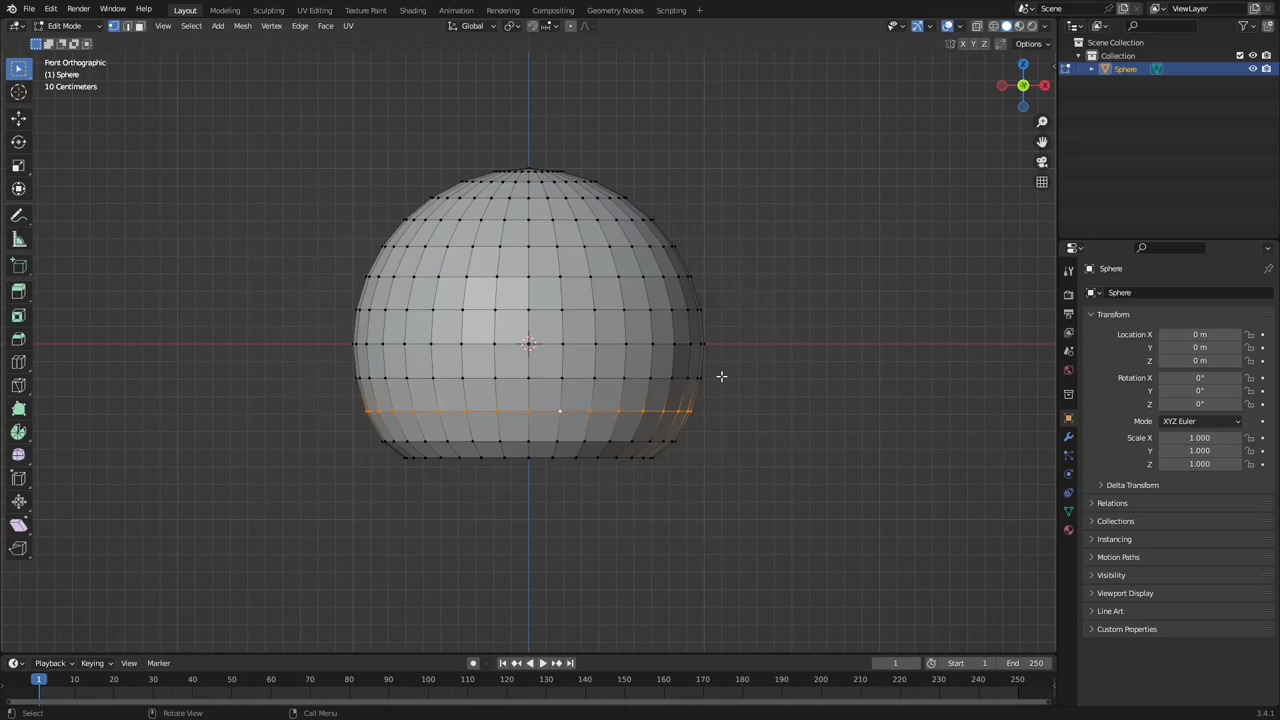 File Edit Render Window Help Layout Modeling Sculpting UV Editing Texture Paint Shading Animation Rendering Compositing Geometry Nodes Scripting Scene ViewLayer
Edit Mode View Select Add Mesh Vertex Edge Face UV Global
X Y Z Options
Front Orthographic
(1) Sphere
10 Centimeters
Z
Y X
Scene Collection
Collection
Sphere
Sphere
Sphere
Transform
Location X 0 m
Y 0 m
Z 0 m
Rotation X 0°
Y 0°
Z 0°
Mode XYZ Euler
Scale X 1.000
Y 1.000
Z 1.000
Delta Transform
Relations
Collections
Instancing
Motion Paths
Visibility
Viewport Display
Line Art
Custom Properties
Playback Keying View Marker 1 Start 1 End 250
1 10 20 30 40 50 60 70 80 90 100 110 120 130 140 150 160 170 180 190 200 210 220 230 240 250
Select Rotate View Call Menu 3.4.1